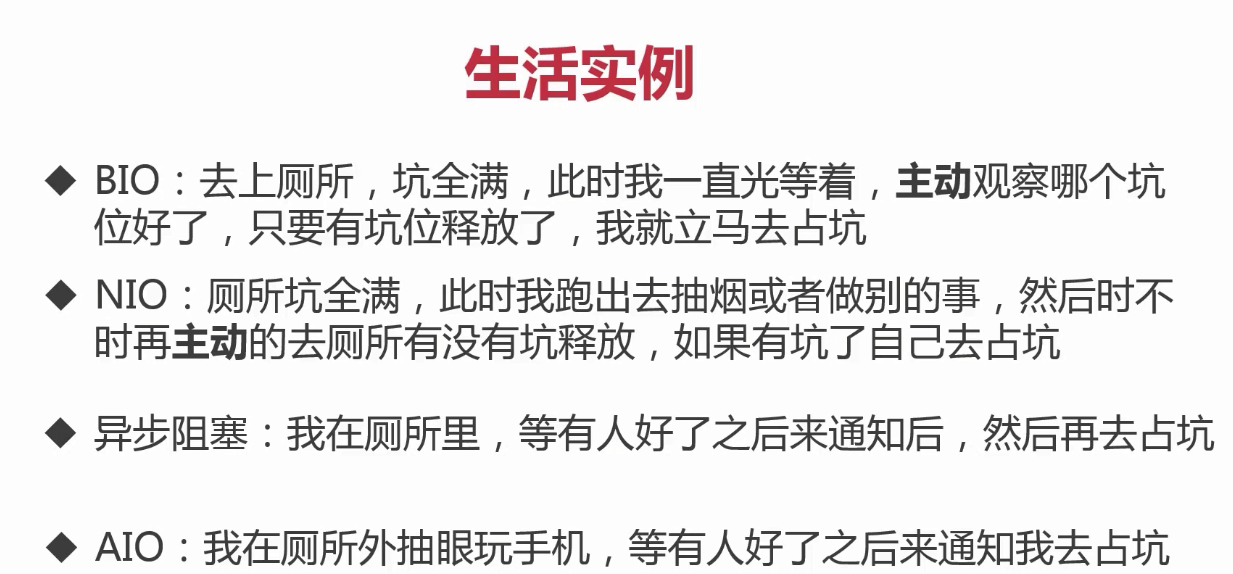 生活实例
◆ BIO：去上厕所，坑全满，此时我一直光等着，主动观察哪个坑
位好了，只要有坑位释放了，我就立马去占坑
◆ NIO：厕所坑全满，此时我跑出去抽烟或者做别的事，然后时不
时再主动的去厕所有没有坑释放，如果有坑了自己去占坑
◆ 异步阻塞：我在厕所里，等有人好了之后来通知后，然后再去占坑
◆ AIO：我在厕所外抽眼玩手机，等有人好了之后来通知我去占坑